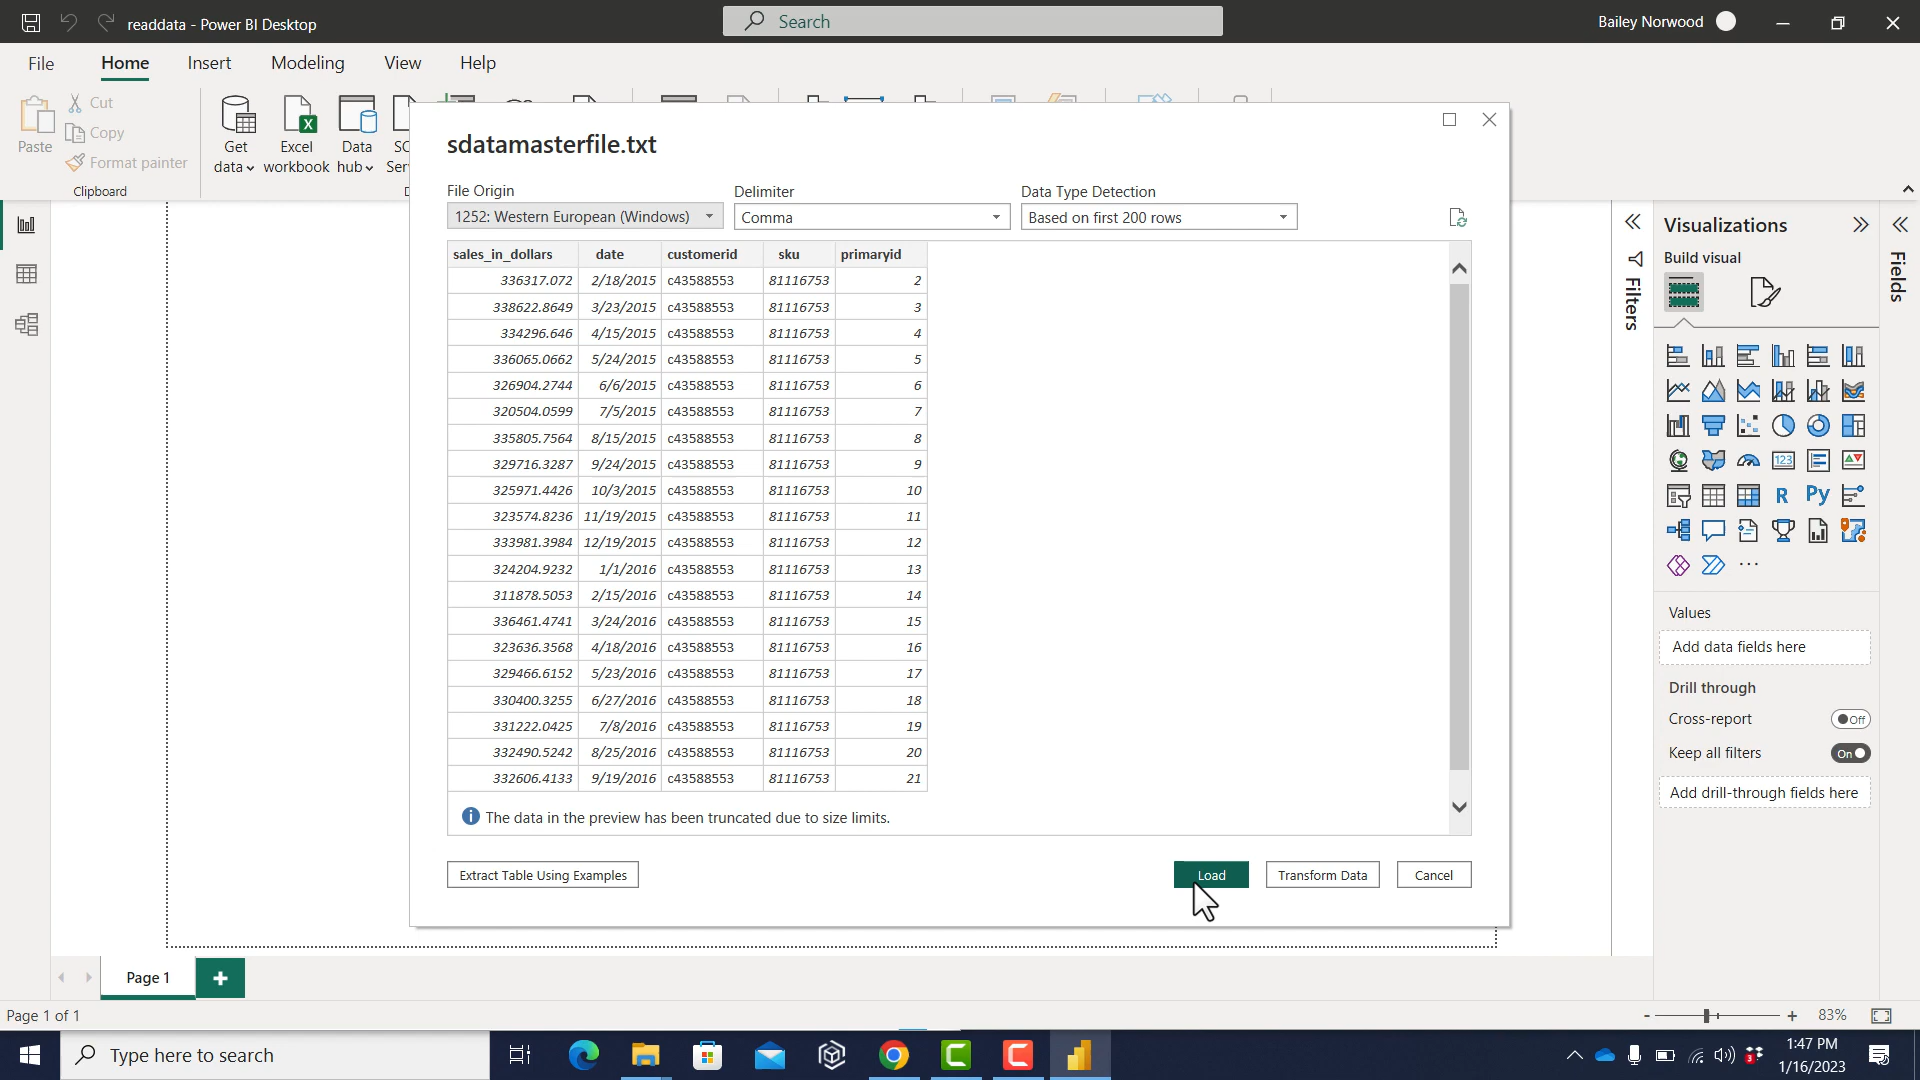 readdata - Power BI Desktop
Search
Bailey Norwood
File Home Insert Modeling View Help
Paste
Cut
Copy
Format painter
Clipboard
Get data
Excel workbook
Data hub
sdatamasterfile.txt
File Origin
1252: Western European (Windows)
Delimiter
Comma
Data Type Detection
Based on first 200 rows
sales_in_dollars date customerid sku primaryid
336317.072 2/18/2015 c43588553 81116753 2
338622.8649 3/23/2015 c43588553 81116753 3
334296.646 4/15/2015 c43588553 81116753 4
336065.0662 5/24/2015 c43588553 81116753 5
326904.2744 6/6/2015 c43588553 81116753 6
320504.0599 7/5/2015 c43588553 81116753 7
335805.7564 8/15/2015 c43588553 81116753 8
329716.3287 9/24/2015 c43588553 81116753 9
325971.4426 10/3/2015 c43588553 81116753 10
323574.8236 11/19/2015 c43588553 81116753 11
333981.3984 12/19/2015 c43588553 81116753 12
324204.9232 1/1/2016 c43588553 81116753 13
311878.5053 2/15/2016 c43588553 81116753 14
336461.4741 3/24/2016 c43588553 81116753 15
323636.3568 4/18/2016 c43588553 81116753 16
329466.6152 5/23/2016 c43588553 81116753 17
330400.3255 6/27/2016 c43588553 81116753 18
331222.0425 7/8/2016 c43588553 81116753 19
332490.5242 8/25/2016 c43588553 81116753 20
332606.4133 9/19/2016 c43588553 81116753 21
The data in the preview has been truncated due to size limits.
Extract Table Using Examples
Load
Transform Data
Cancel
Filters
Visualizations
Build visual
123
R
Py
...
Values
Add data fields here
Drill through
Cross-report
Off
Keep all filters
On
Add drill-through fields here
Fields
Page 1
Page 1 of 1
83%
Type here to search
1:47 PM
1/16/2023